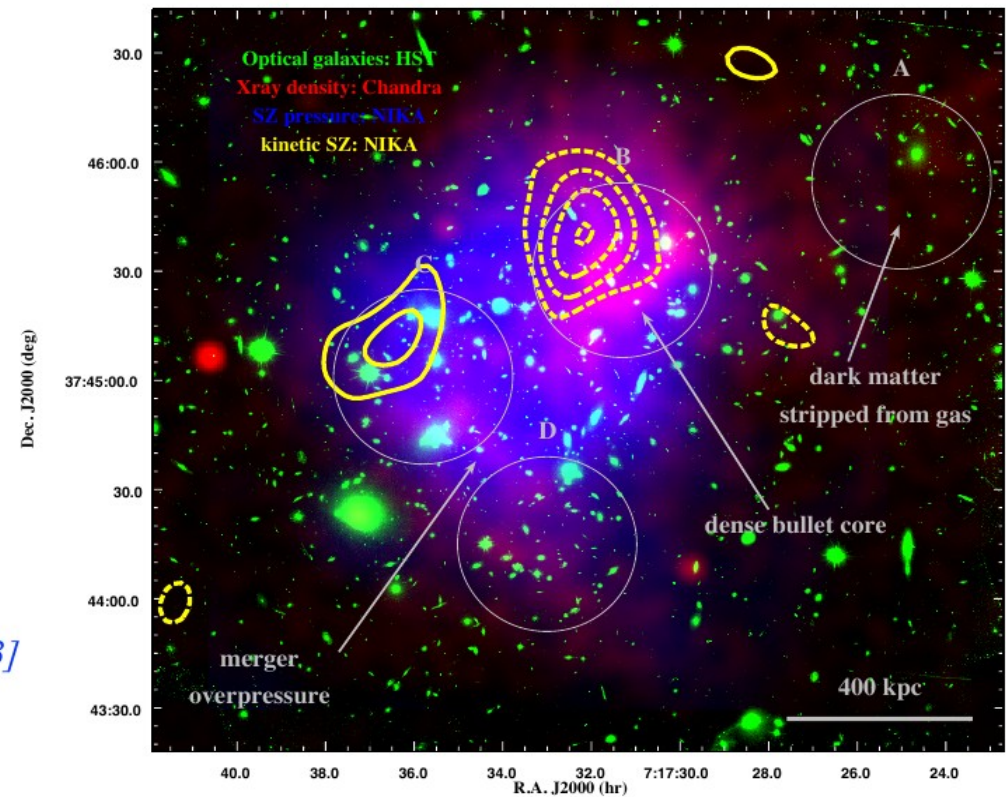 Optical galaxies: HST
Xray density: Chandra
SZ pressure: NIKA
kinetic SZ: NIKA
A
B
C
D
dark matter
stripped from gas
dense bullet core
merger
overpressure
400 kpc
30.0
46:00.0
30.0
37:45:00.0
30.0
44:00.0
43:30.0
Dec. J2000 (deg)
40.0 38.0 36.0 34.0 32.0 7:17:30.0 28.0 26.0 24.0
R.A. J2000 (hr)
3]